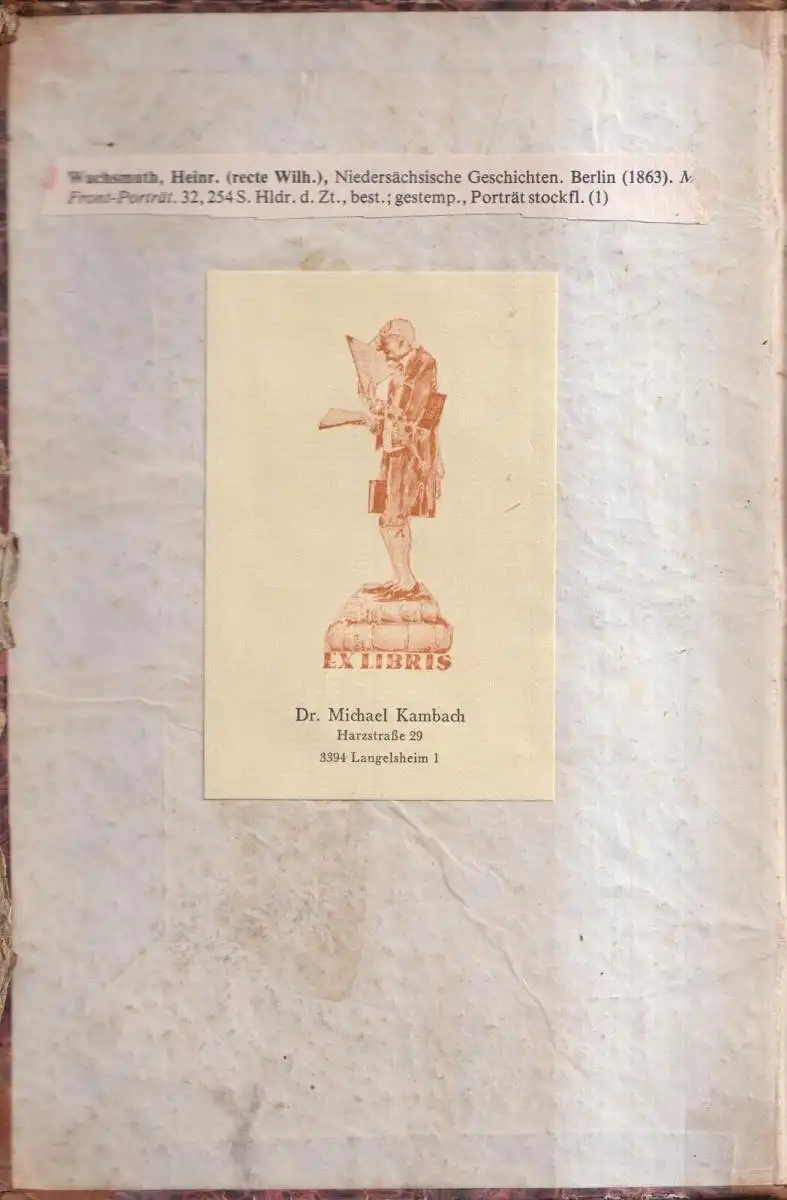 Wachsmuth, Heinr. (recte Wilh.), Niedersächsische Geschichten. Berlin (1863). M
Front-Porträt. 32, 254 S. Hldr. d. Zt., best.; gestemp., Porträt stockfl. (1)
EX LIBRIS
Dr. Michael Kambach
Harzstraße 29
3394 Langelsheim 1